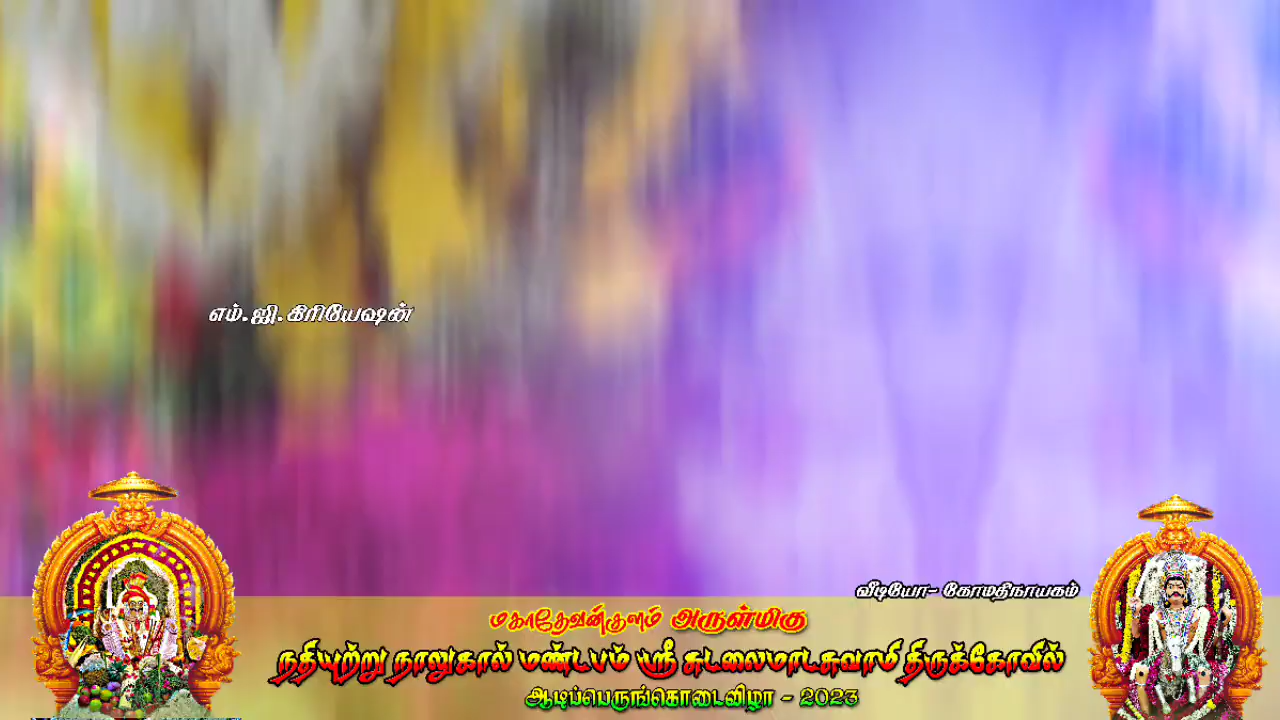 எம்.ஜி.கிரியேஷன்
வீடியோ- கோமதிநாயகம்
மகாதேவன்குளம் அருள்மிகு
நதியுற்று நாலுகால் மண்டபம் ஸ்ரீ சுடலைமாடசுவாமி திருக்கோவில்
ஆடிப்பெருங்கொடைவிழா - 2023